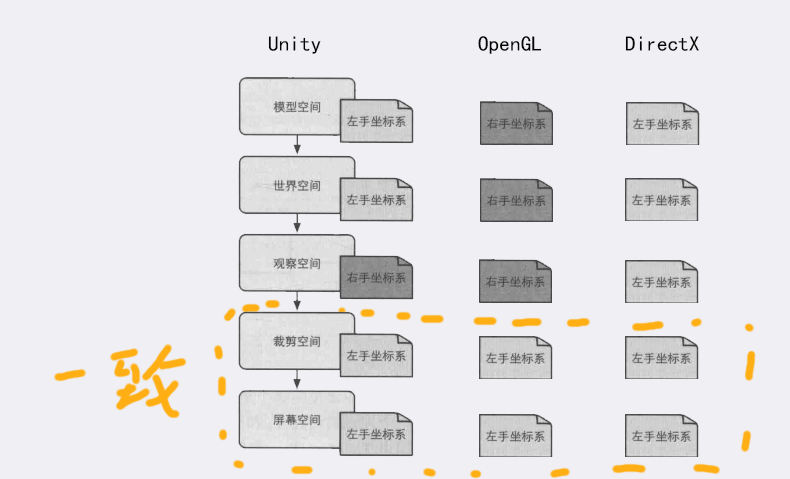 Unity OpenGL DirectX
模型空间 左手坐标系 右手坐标系 左手坐标系
世界空间 左手坐标系 右手坐标系 左手坐标系
观察空间 右手坐标系 右手坐标系 左手坐标系
裁剪空间 左手坐标系 左手坐标系 左手坐标系
一致
屏幕空间 左手坐标系 左手坐标系 左手坐标系